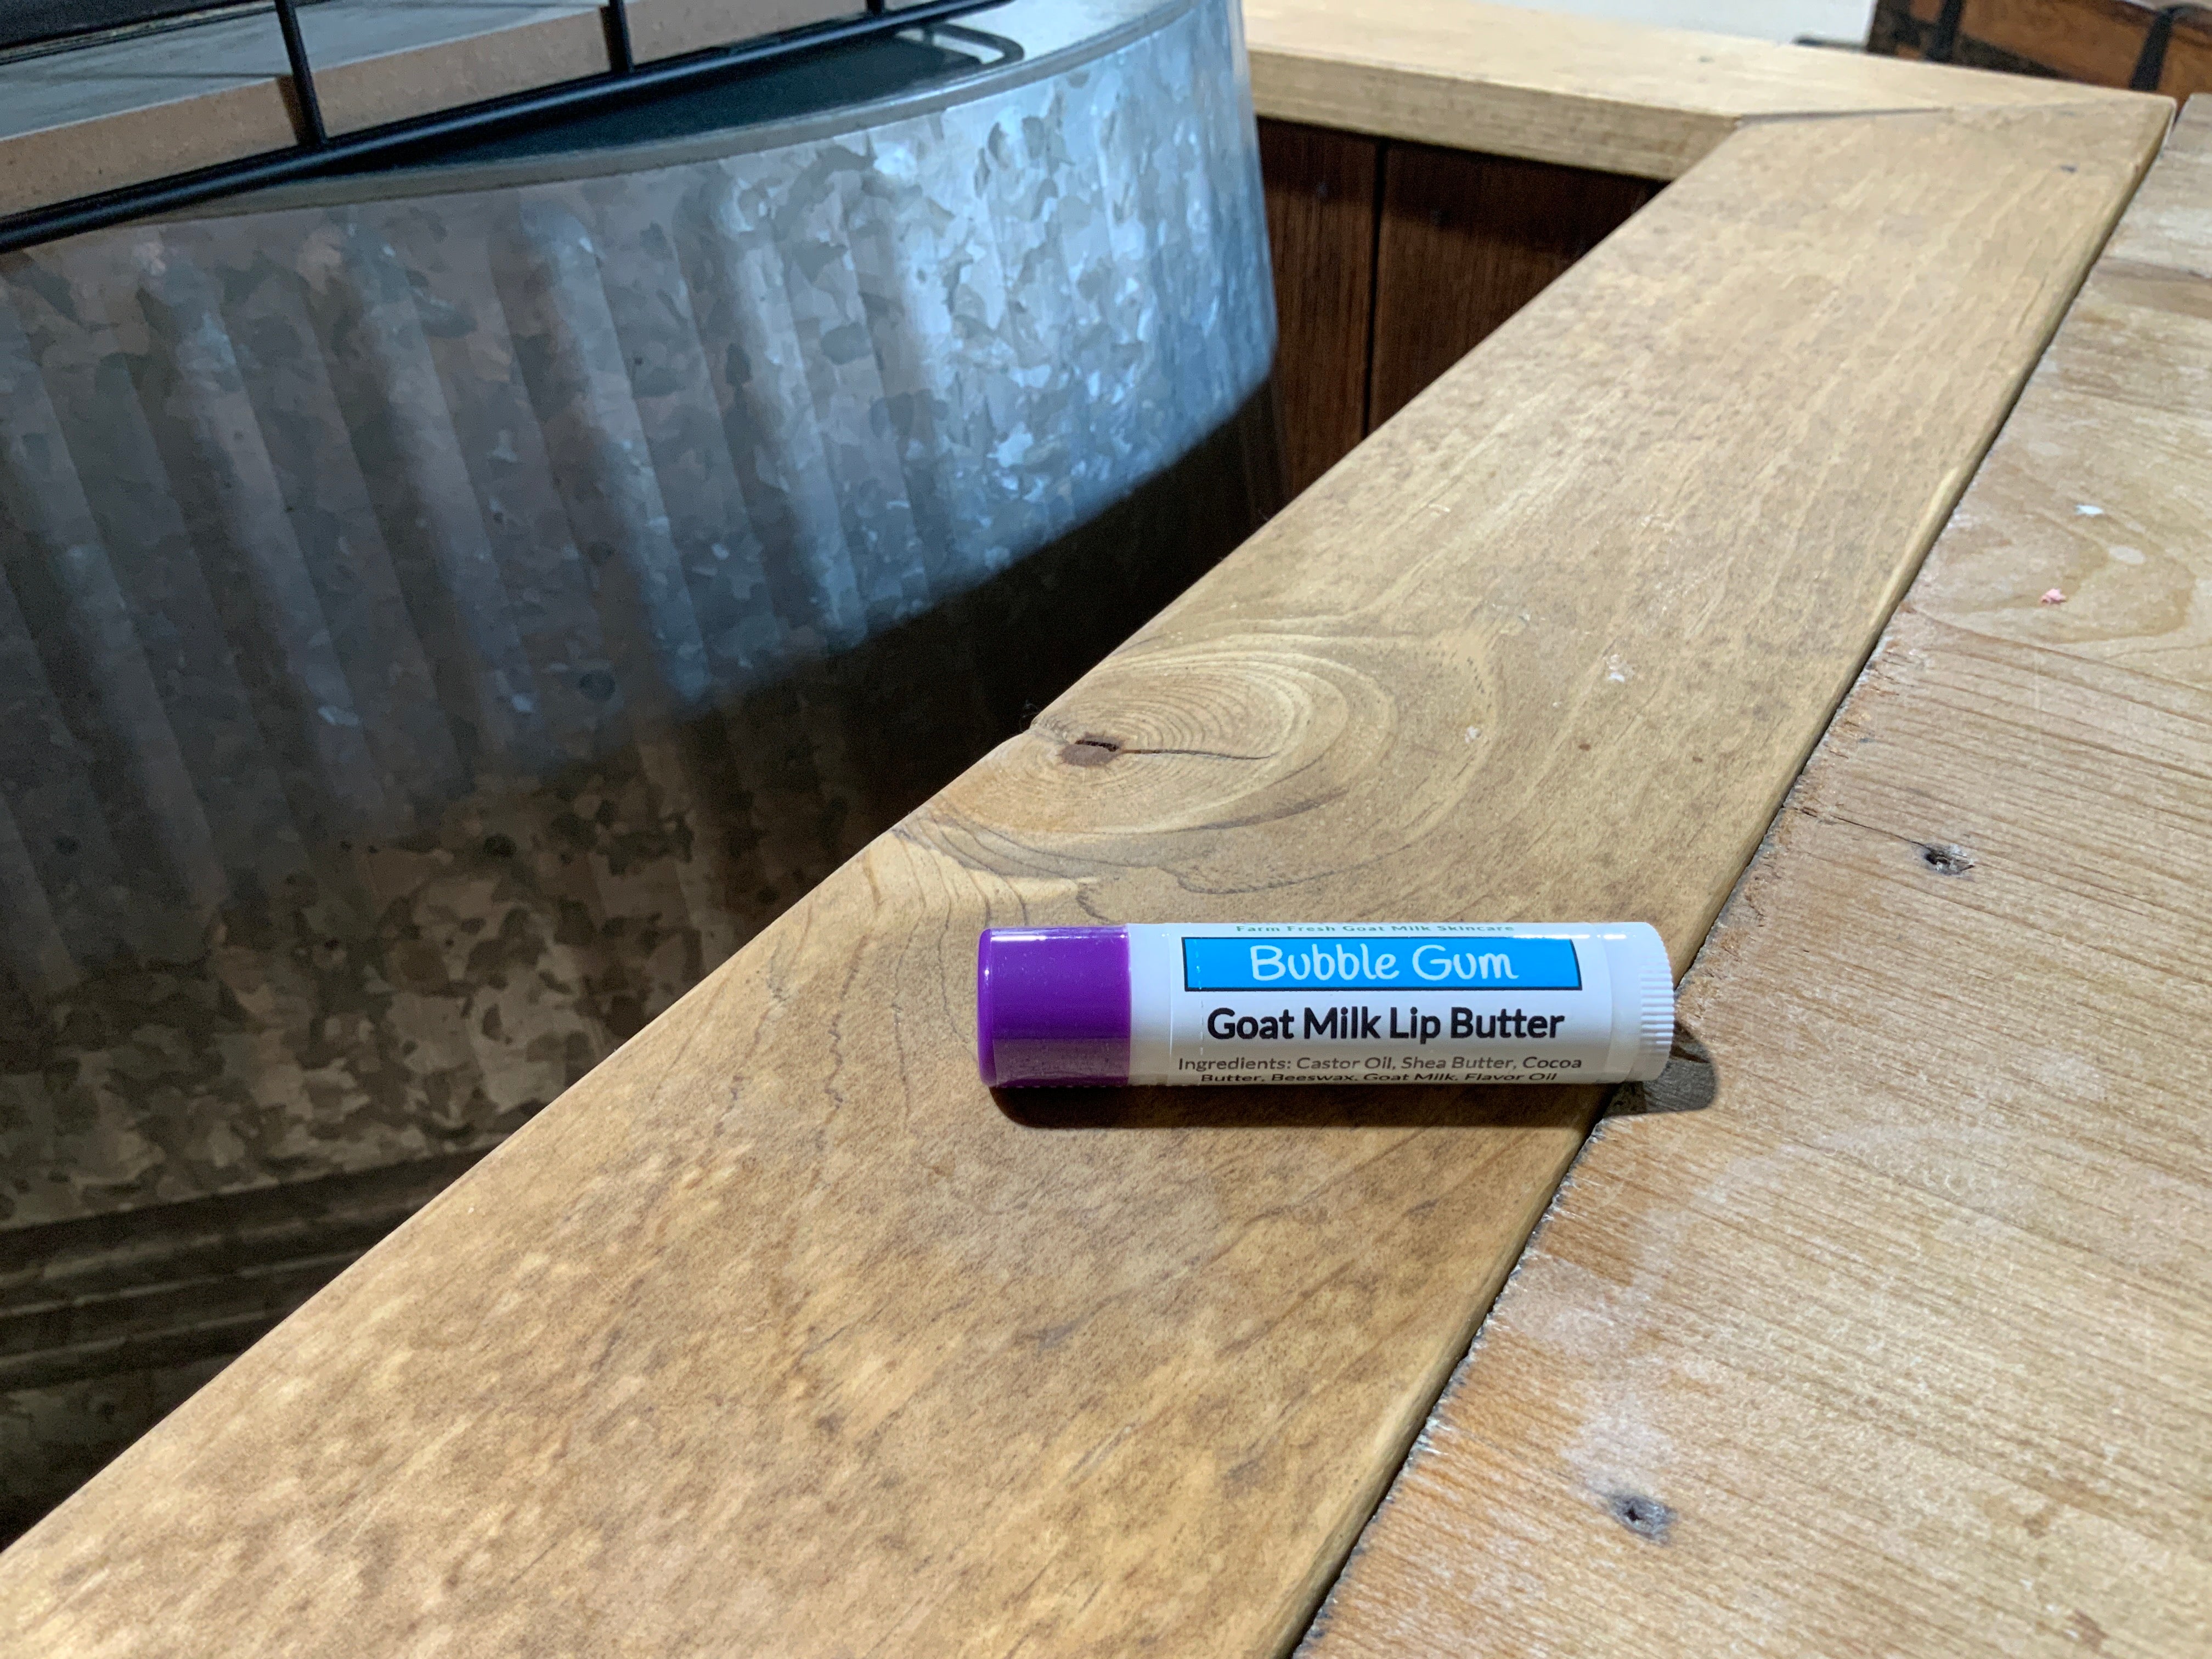 Farm Fresh Goat Milk Skincare
Bubble Gum
Goat Milk Lip Butter
Ingredients: Castor Oil, Shea Butter, Cocoa
Butter, Beeswax, Goat Milk, Flavor Oil